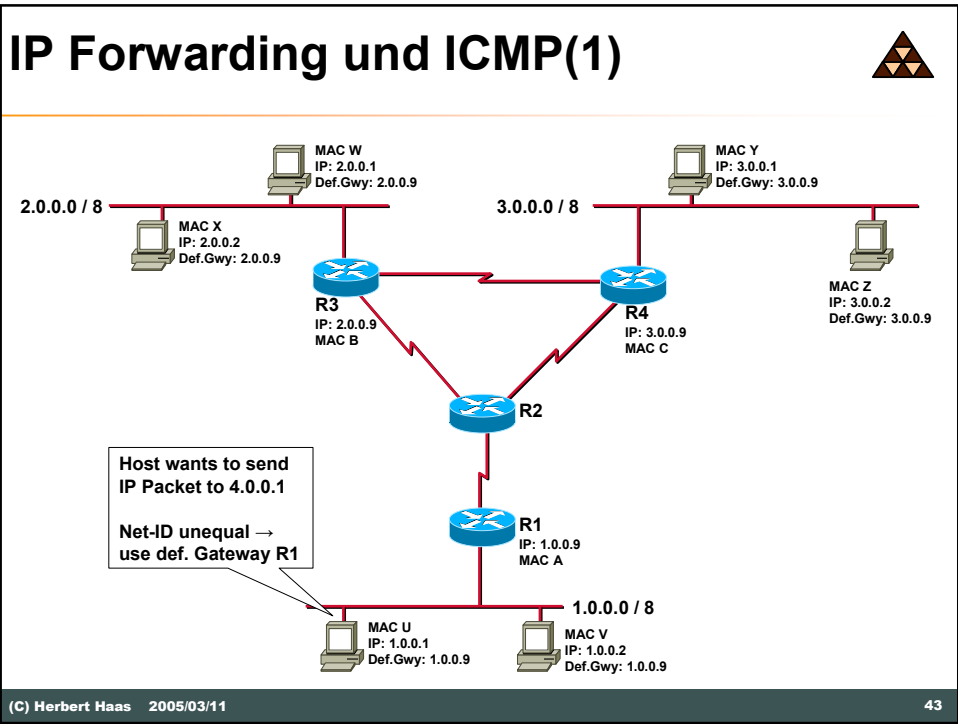 IP Forwarding und ICMP(1)
MAC W
IP: 2.0.0.1
Def.Gwy: 2.0.0.9
MAC Y
IP: 3.0.0.1
Def.Gwy: 3.0.0.9
2.0.0.0 / 8
3.0.0.0 / 8
MAC X
IP: 2.0.0.2
Def.Gwy: 2.0.0.9
MAC Z
IP: 3.0.0.2
Def.Gwy: 3.0.0.9
R3
IP: 2.0.0.9
MAC B
R4
IP: 3.0.0.9
MAC C
R2
Host wants to send
IP Packet to 4.0.0.1
Net-ID unequal →
use def. Gateway R1
R1
IP: 1.0.0.9
MAC A
1.0.0.0 / 8
MAC U
IP: 1.0.0.1
Def.Gwy: 1.0.0.9
MAC V
IP: 1.0.0.2
Def.Gwy: 1.0.0.9
(C) Herbert Haas 2005/03/11
43